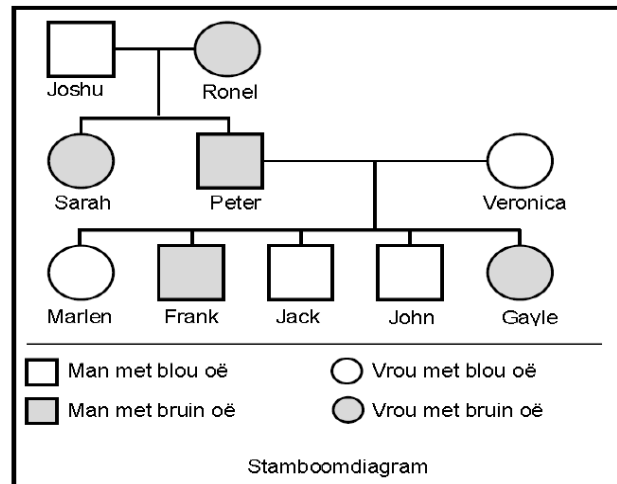 Joshu Ronel
Sarah Peter Veronica
Marlen Frank Jack John Gayle
Man met blou oë Vrou met blou oë
Man met bruin oë Vrou met bruin oë
Stamboomdiagram